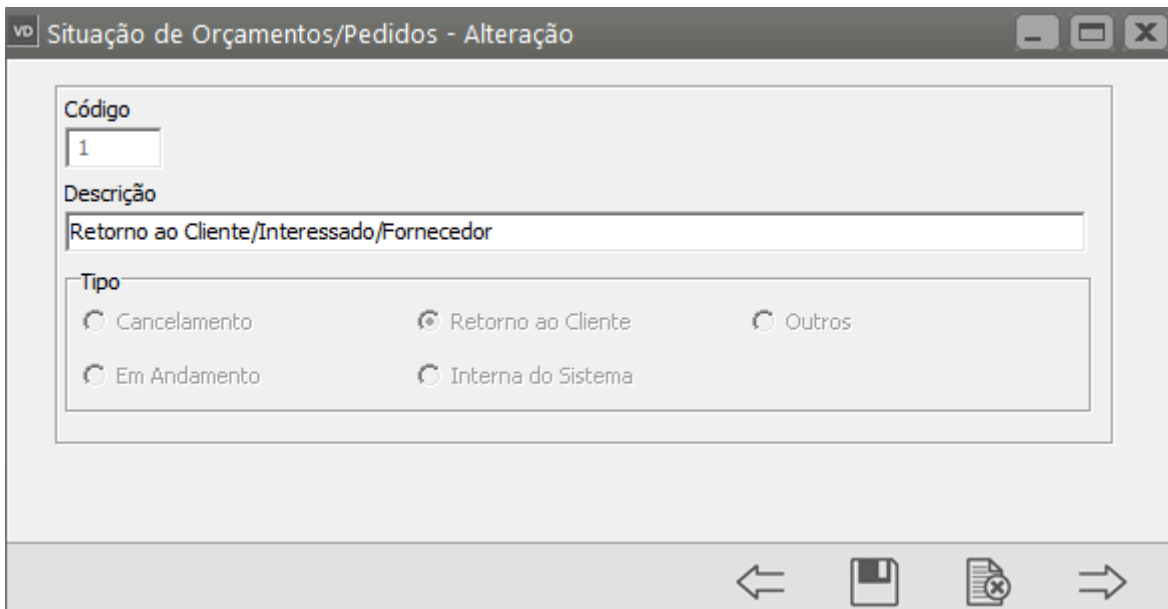 VD Situação de Orçamentos/Pedidos - Alteração
Código
1
Descrição
Retorno ao Cliente/Interessado/Fornecedor
Tipo
Cancelamento Retorno ao Cliente Outros
Em Andamento Interna do Sistema